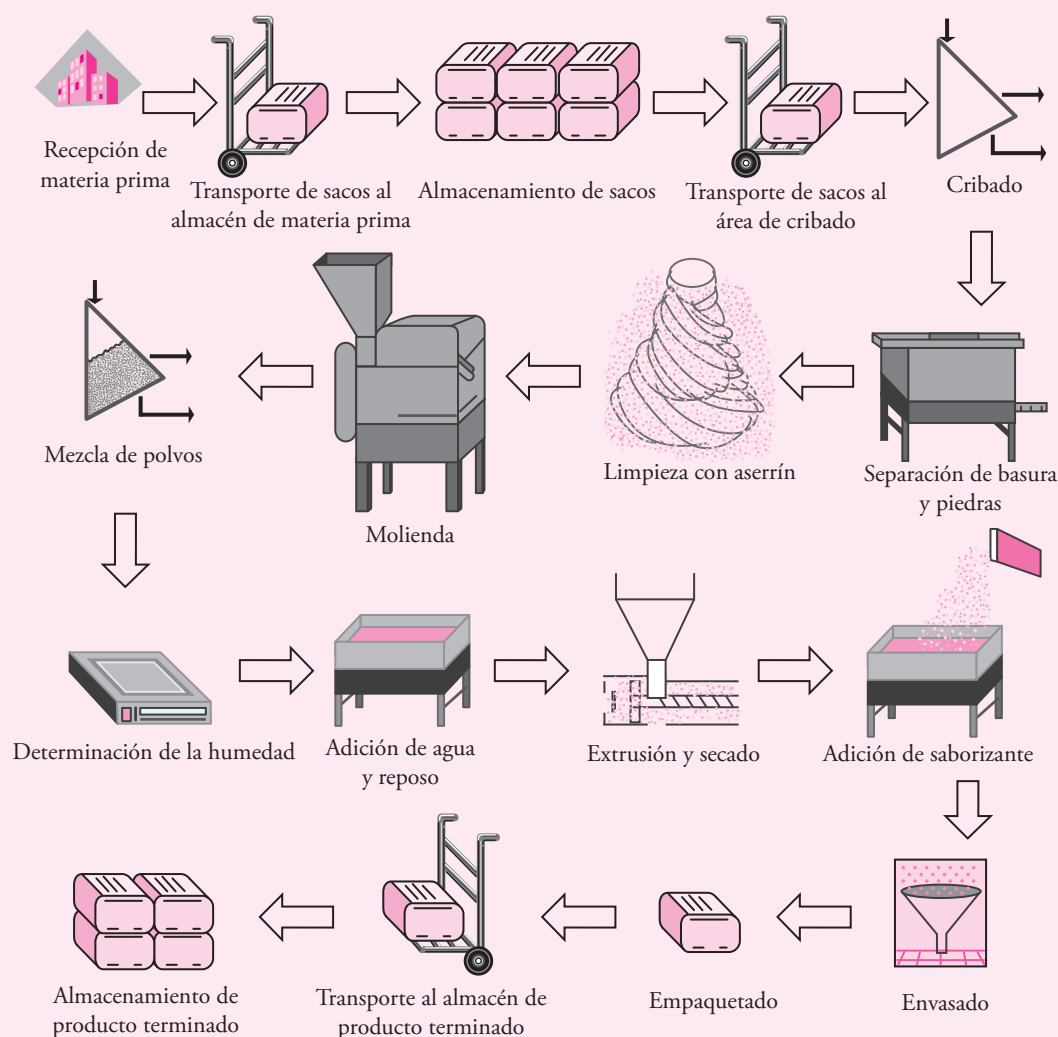 Recepción de
materia prima
Transporte de sacos al
almacén de materia prima
Almacenamiento de sacos
Transporte de sacos al
área de cribado
Cribado
Separación de basura
y piedras
Limpieza con aserrín
Molienda
Mezcla de polvos
Determinación de la humedad
Adición de agua
y reposo
Extrusión y secado
Adición de saborizante
Envasado
Empaquetado
Transporte al almacén de
producto terminado
Almacenamiento de
producto terminado